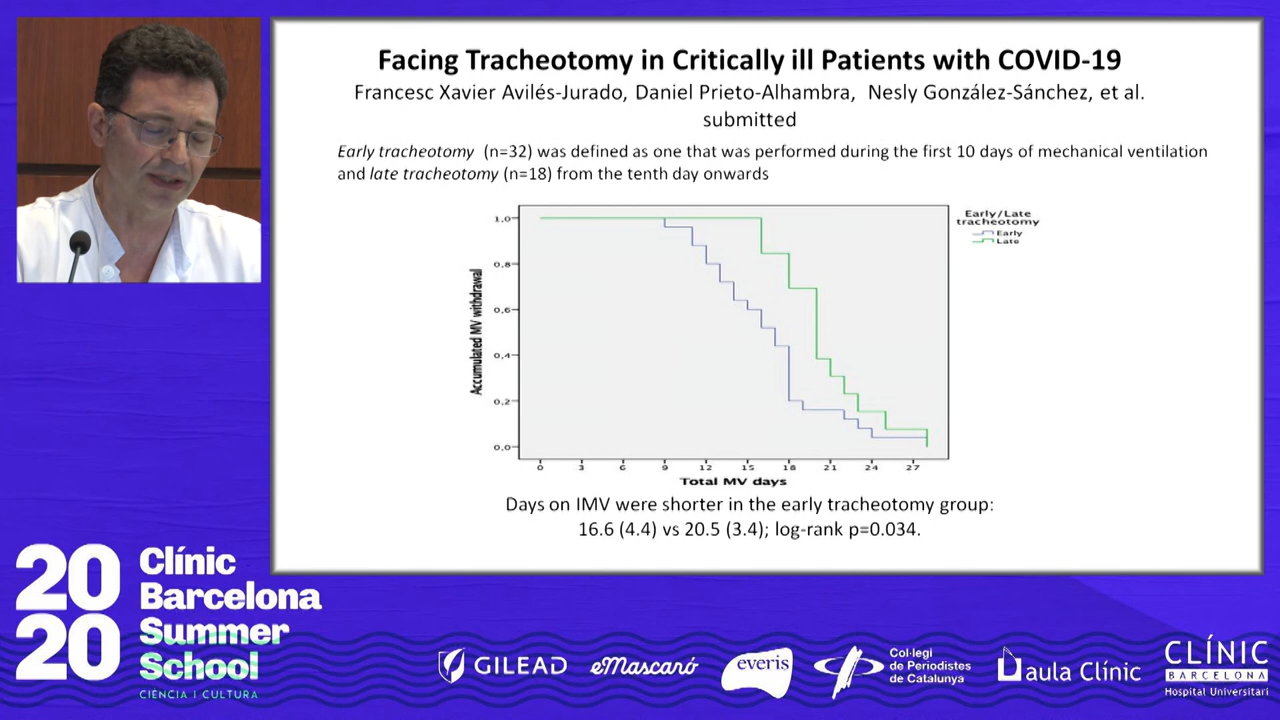 Facing Tracheotomy in Critically ill Patients with COVID-19
Francesc Xavier Avilés-Jurado, Daniel Prieto-Alhambra, Nesly González-Sánchez, et al.
submitted
Early tracheotomy (n=32) was defined as one that was performed during the first 10 days of mechanical ventilation
and late tracheotomy (n=18) from the tenth day onwards
Early/Late
tracheotomy
Early
Late
Accumulated MV withdrawal
1,0
0,8
0,6
0,4
0,2
0,0
0 3 6 9 12 15 18 21 24 27
Total MV days
Days on IMV were shorter in the early tracheotomy group:
16.6 (4.4) vs 20.5 (3.4); log-rank p=0.034.
20
20
Clínic
Barcelona
Summer
School
CIÈNCIA I CULTURA
GILEAD
eMascaró
everis
Col·legi
de Periodistes
de Catalunya
aula Clínic
CLÍNIC
BARCELONA
Hospital Universitari